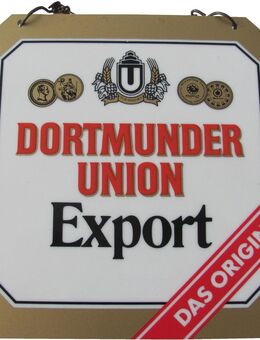 DORTMUNDER
UNION
Export
DAS ORIGIN